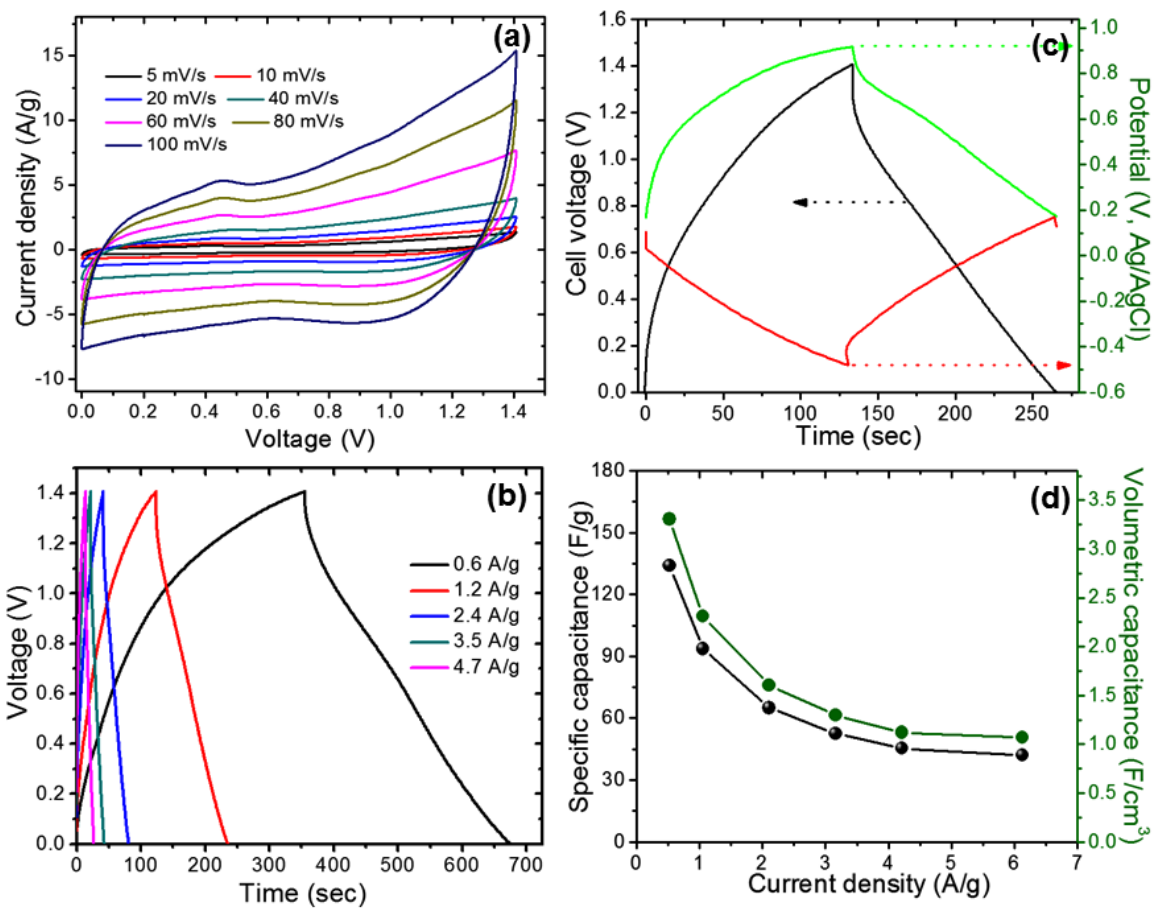 (a)
15
10
5
0
-5
-10
Current density (A/g)
5 mV/s 10 mV/s
20 mV/s 40 mV/s
60 mV/s 80 mV/s
100 mV/s
0.0 0.2 0.4 0.6 0.8 1.0 1.2 1.4
Voltage (V)
(c)
1.6
1.4
1.2
1.0
0.8
0.6
0.4
0.2
0.0
Cell voltage (V)
1.0
0.8
0.6
0.4
0.2
0.0
-0.2
-0.4
-0.6
Potential (V, Ag/AgCl)
0 50 100 150 200 250
Time (sec)
(b)
1.4
1.2
1.0
0.8
0.6
0.4
0.2
0.0
Voltage (V)
0.6 A/g
1.2 A/g
2.4 A/g
3.5 A/g
4.7 A/g
0 100 200 300 400 500 600 700
Time (sec)
(d)
180
150
120
90
60
30
0
Specific capacitance (F/g)
3.5
3.0
2.5
2.0
1.5
1.0
0.5
0.0
Volumetric capacitance (F/cm³)
0 1 2 3 4 5 6 7
Current density (A/g)